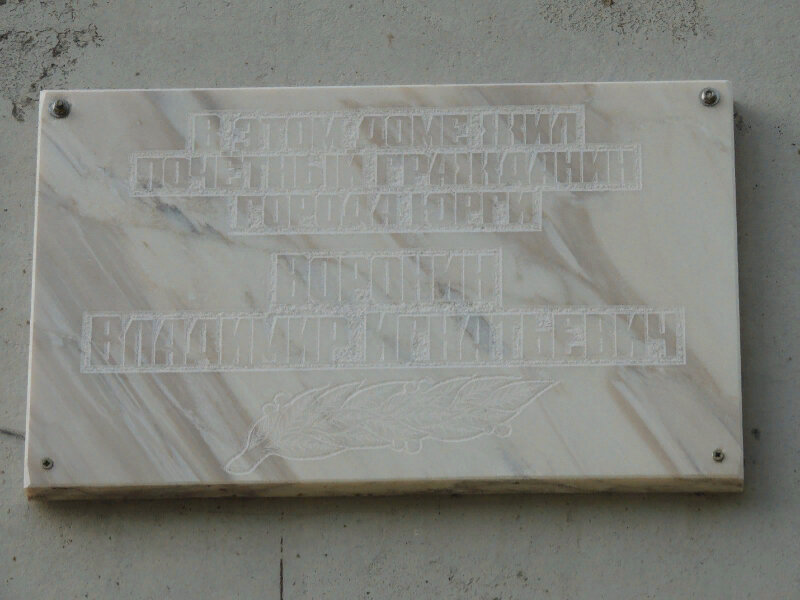 В ЭТОМ ДОМЕ ЖИЛ
ПОЧЕТНЫЙ ГРАЖДАНИН
ГОРОДА ЮРГИ
ВОРОНИН
ВЛАДИМИР ИГНАТЬЕВИЧ